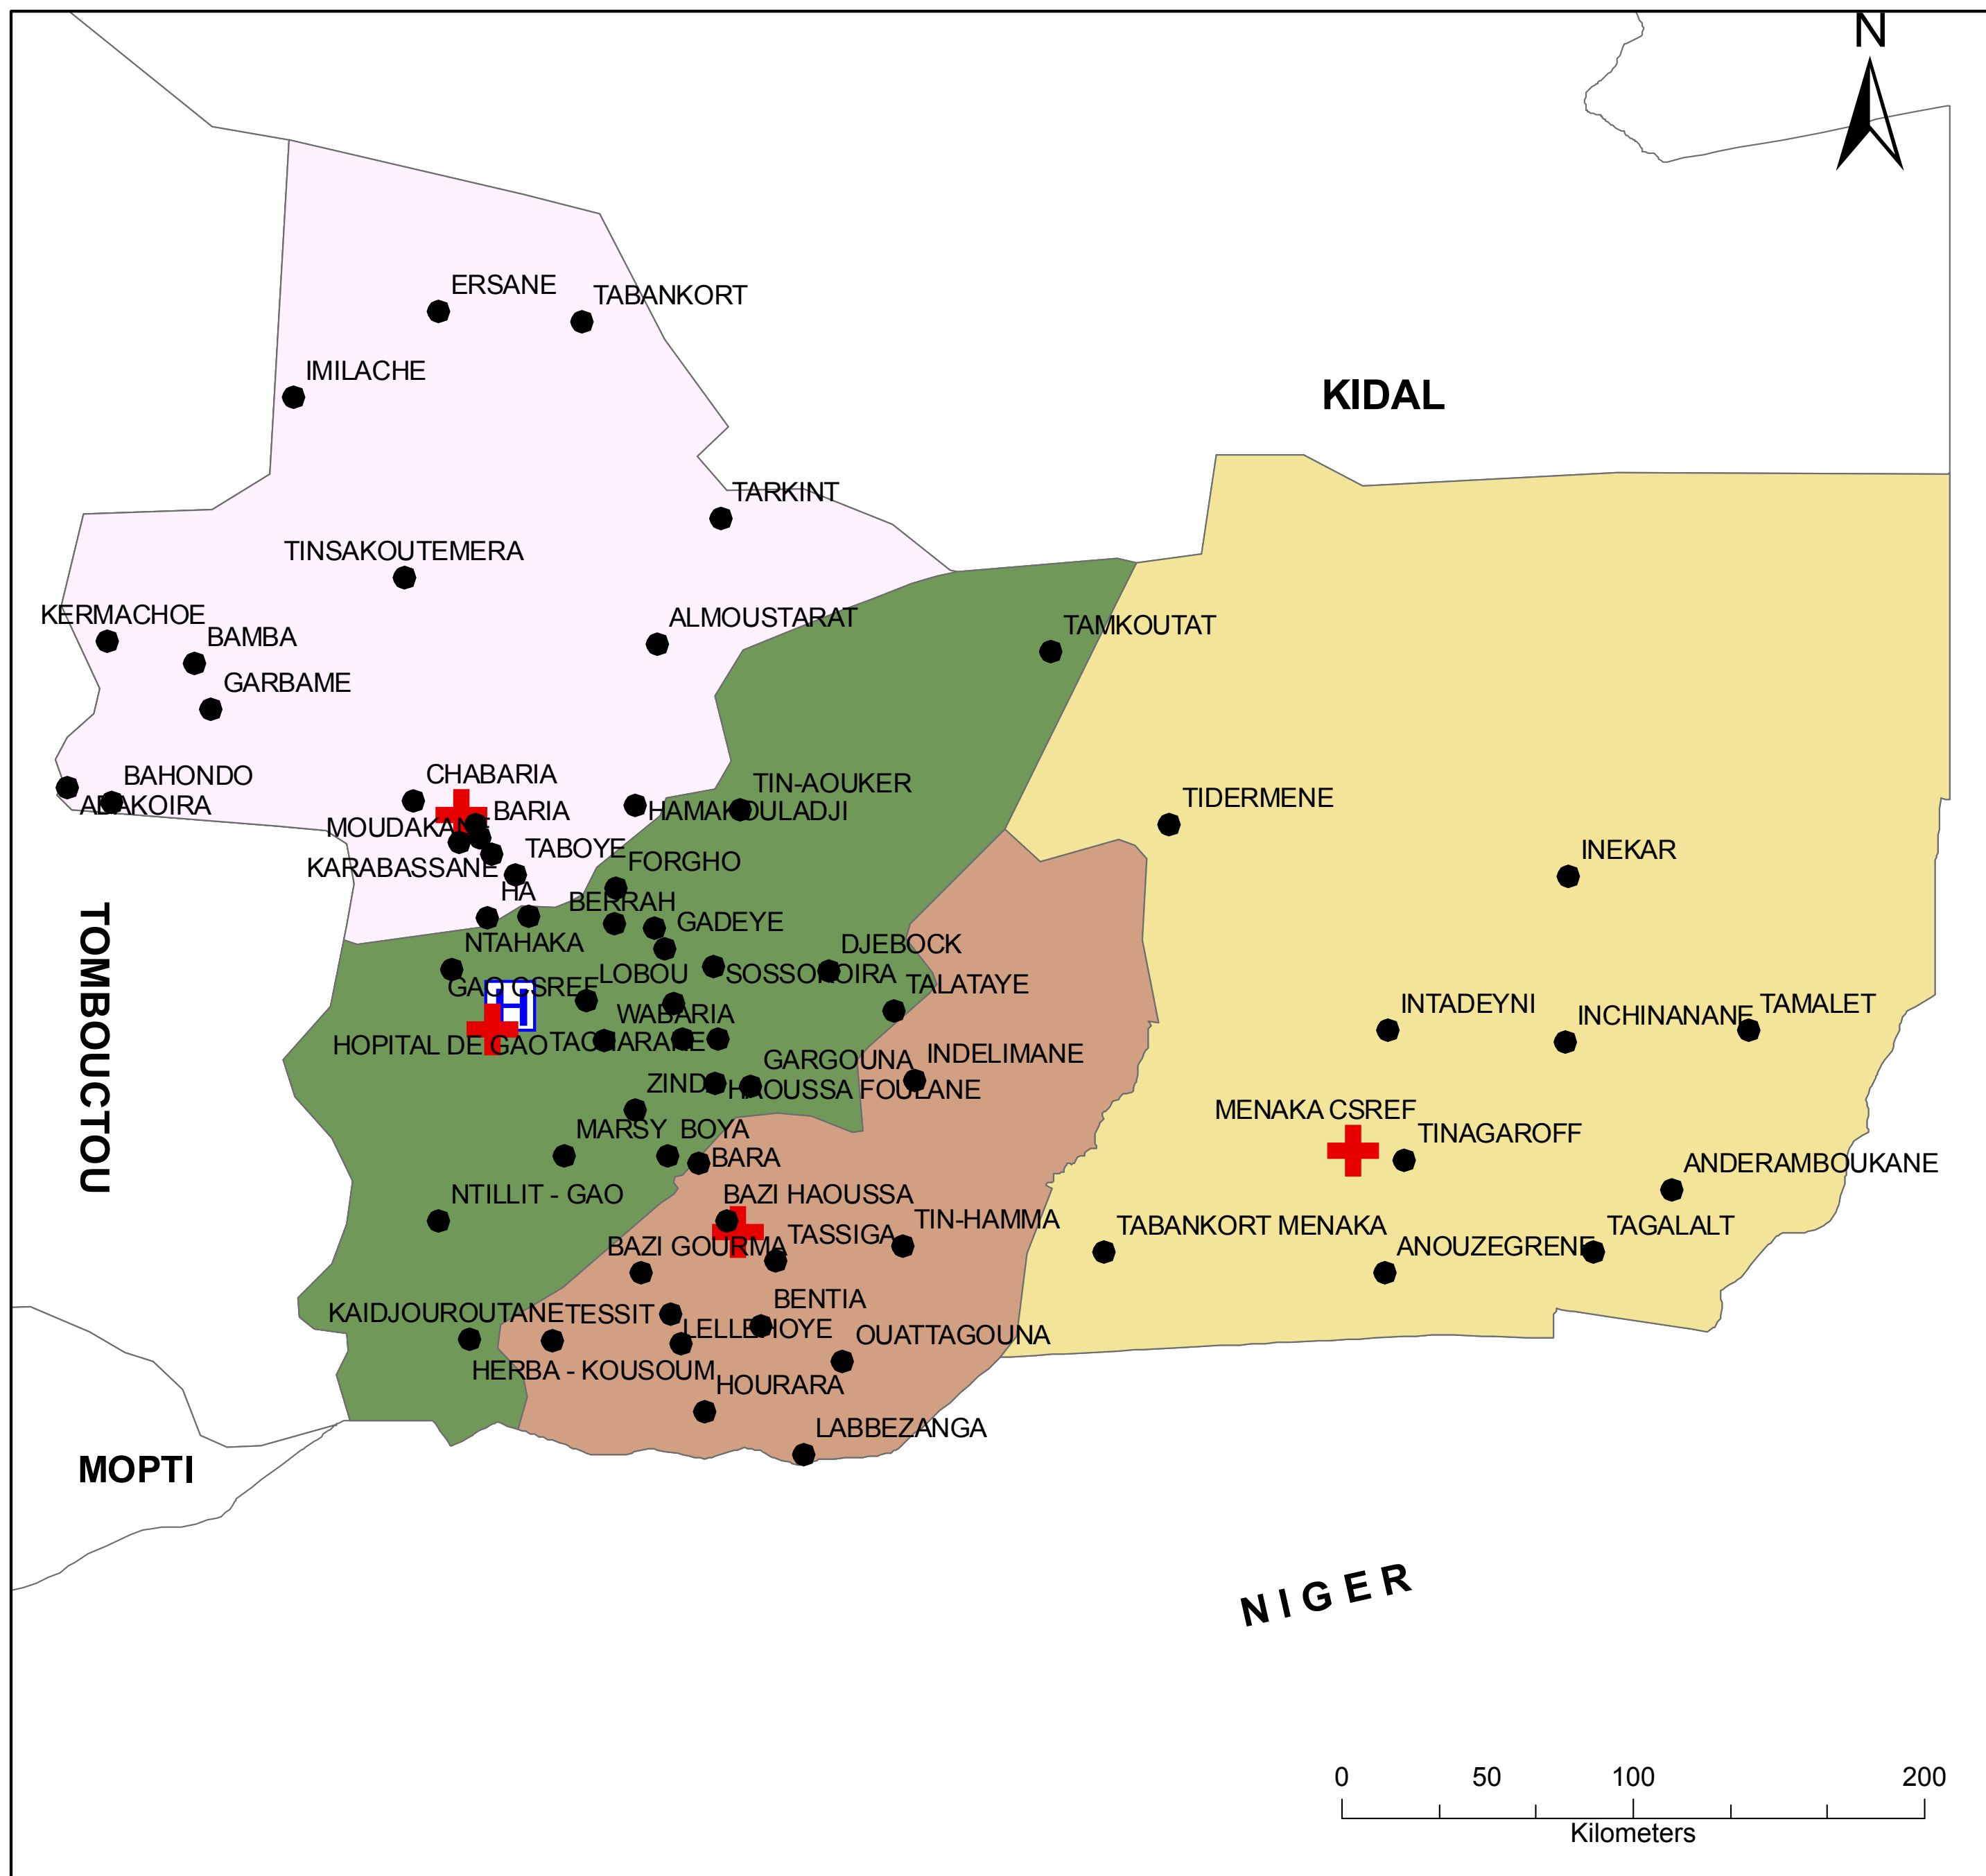 N
ERSANE
TABANKORT
IMILACHE
KIDAL
TARKINT
TINSAKOUTEMERA
KERMACHOE
BAMBA
ALMOUSTARAT
TAMKOUTAT
GARBAME
BAHONDO
CHABARIA
TIN-AOUKER
TIDERMENE
ABAKOIRA
BARIA
HAMAKOULADJI
MOUDAKANE
TABOYE
INEKAR
KARABASSANE
FORGHO
HA
BERRAH
GADEYE
NTAHAKA
DJEBOCK
GAO CSREF
LOBOU
SOSSOKOIRA
TALATAYE
INTADEYNI
INCHINANANE
TAMALET
WABARIA
HOPITAL DE GAO
TACHARANE
GARGOUNA
INDELIMANE
ZINDA
HAOUSSA FOULANE
TOMBOUCTOU
MENAKA CSREF
MARSY
BOYA
TINAGAROFF
BARA
ANDERAMBOUKANE
NTILLIT - GAO
BAZI HAOUSSA
TIN-HAMMA
TABANKORT MENAKA
TAGALALT
BAZI GOURMA
TASSIGA
ANOUZEGRENE
KAIDJOUROUTANE
TESSIT
BENTIA
LELLEHOYE
OUATTAGOUNA
HERBA - KOUSOUM
HOURARA
LABBEZANGA
MOPTI
NIGER
0 50 100 200
Kilometers
H